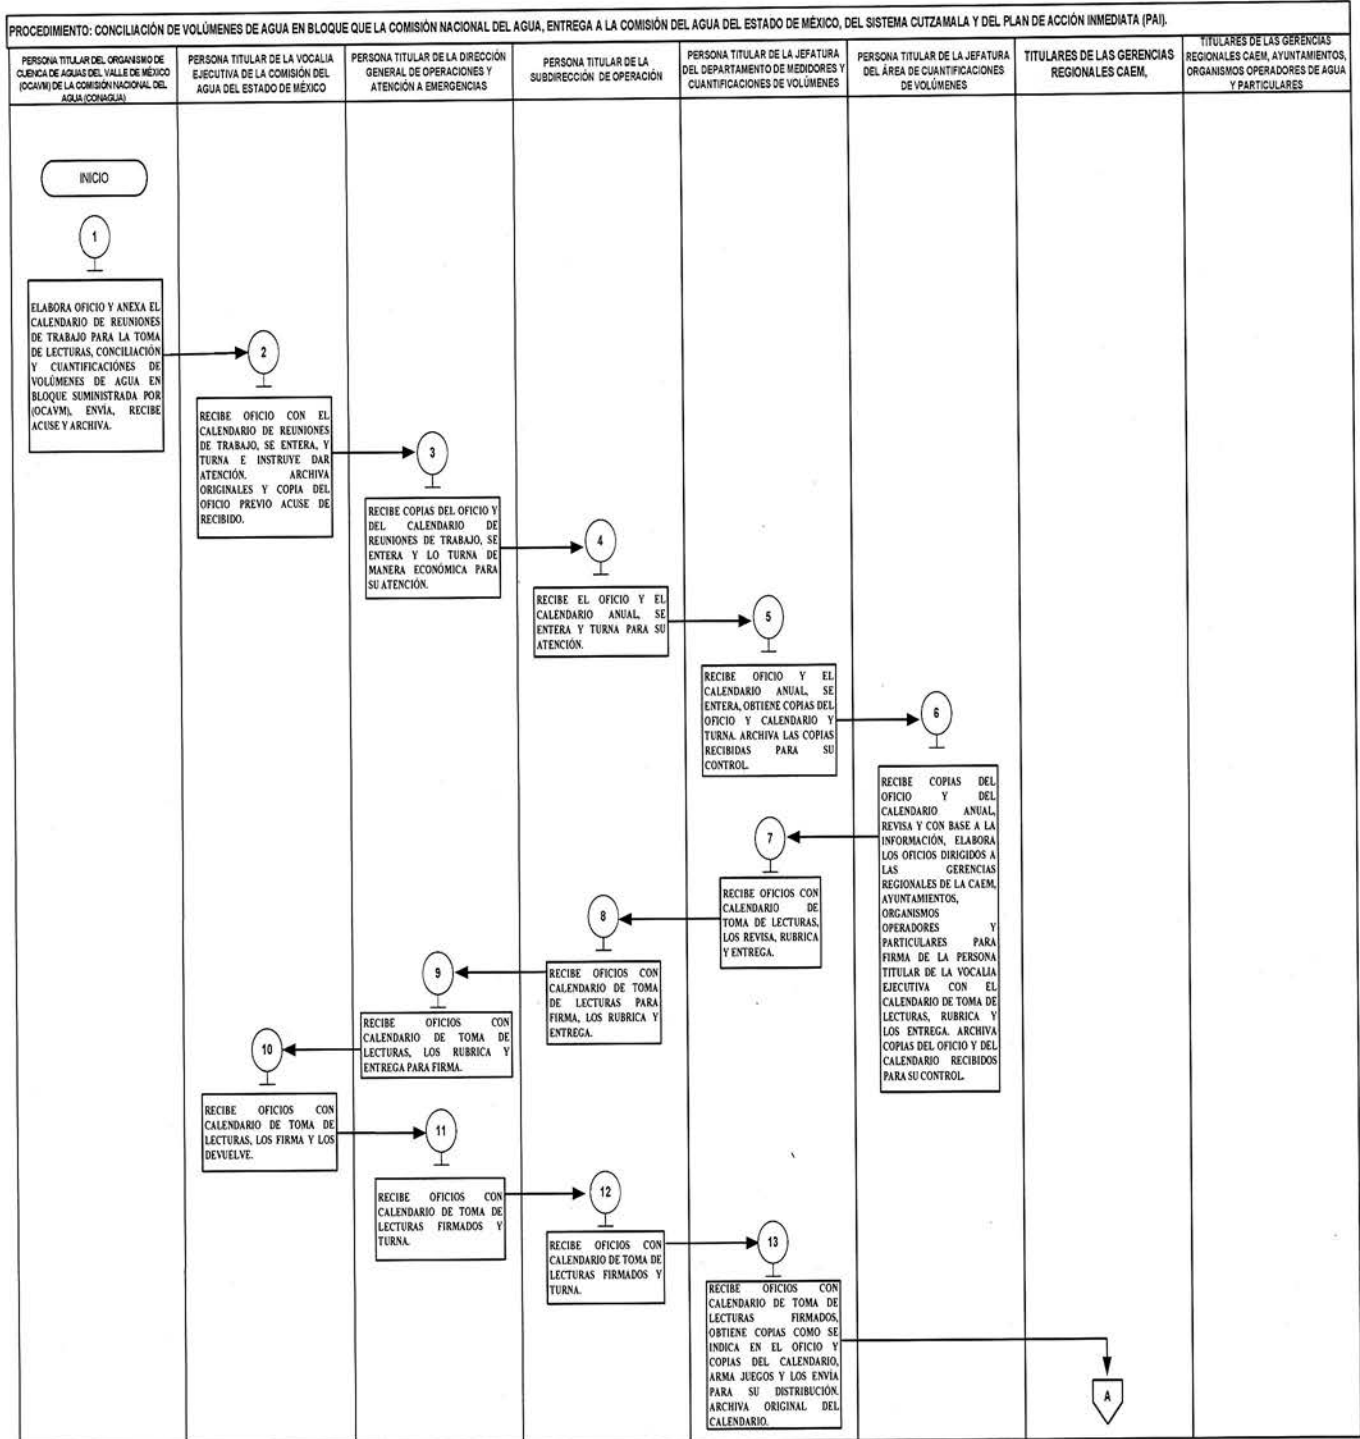 PROCEDIMIENTO: CONCILIACIÓN DE VOLÚMENES DE AGUA EN BLOQUE QUE LA COMISIÓN NACIONAL DEL AGUA, ENTREGA A LA COMISIÓN DEL AGUA DEL ESTADO DE MÉXICO, DEL SISTEMA CUTZAMALA Y DEL PLAN DE ACCIÓN INMEDIATA (PAI).
PERSONA TITULAR DEL ORGANISMO DE
CUENCA DE AGUAS DEL VALLE DE MÉXICO
(OCAVM) DE LA COMISIÓN NACIONAL DEL
AGUA (CONAGUA)
PERSONA TITULAR DE LA VOCALIA
EJECUTIVA DE LA COMISIÓN DEL
AGUA DEL ESTADO DE MÉXICO
PERSONA TITULAR DE LA DIRECCIÓN
GENERAL DE OPERACIONES Y
ATENCIÓN A EMERGENCIAS
PERSONA TITULAR DE LA
SUBDIRECCIÓN DE OPERACIÓN
PERSONA TITULAR DE LA JEFATURA
DEL DEPARTAMENTO DE MEDIDORES Y
CUANTIFICACIONES DE VOLÚMENES
PERSONA TITULAR DE LA JEFATURA
DEL ÁREA DE CUANTIFICACIONES
DE VOLÚMENES
TITULARES DE LAS GERENCIAS
REGIONALES CAEM,
TITULARES DE LAS GERENCIAS
REGIONALES CAEM, AYUNTAMIENTOS,
ORGANISMOS OPERADORES DE AGUA
Y PARTICULARES
INICIO
1
ELABORA OFICIO Y ANEXA EL
CALENDARIO DE REUNIONES
DE TRABAJO PARA LA TOMA
DE LECTURAS, CONCILIACIÓN
Y CUANTIFICACIÓNES DE
VOLÚMENES DE AGUA EN
BLOQUE SUMINISTRADA POR
(OCAVM), ENVÍA, RECIBE
ACUSE Y ARCHIVA.
2
RECIBE OFICIO CON EL
CALENDARIO DE REUNIONES
DE TRABAJO, SE ENTERA, Y
TURNA E INSTRUYE DAR
ATENCIÓN. ARCHIVA
ORIGINALES Y COPIA DEL
OFICIO PREVIO ACUSE DE
RECIBIDO.
3
RECIBE COPIAS DEL OFICIO Y
DEL CALENDARIO DE
REUNIONES DE TRABAJO, SE
ENTERA Y LO TURNA DE
MANERA ECONÓMICA PARA
SU ATENCIÓN.
4
RECIBE EL OFICIO Y EL
CALENDARIO ANUAL, SE
ENTERA Y TURNA PARA SU
ATENCIÓN.
5
RECIBE OFICIO Y EL
CALENDARIO ANUAL, SE
ENTERA, OBTIENE COPIAS DEL
OFICIO Y CALENDARIO Y
TURNA. ARCHIVA LAS COPIAS
RECIBIDAS PARA SU
CONTROL.
6
RECIBE COPIAS DEL
OFICIO Y DEL
CALENDARIO ANUAL,
REVISA Y CON BASE A LA
INFORMACIÓN, ELABORA
LOS OFICIOS DIRIGIDOS A
LAS GERENCIAS
REGIONALES DE LA CAEM,
AYUNTAMIENTOS,
ORGANISMOS
OPERADORES Y
PARTICULARES PARA
FIRMA DE LA PERSONA
TITULAR DE LA VOCALIA
EJECUTIVA CON EL
CALENDARIO DE TOMA DE
LECTURAS, RUBRICA Y
LOS ENTREGA. ARCHIVA
COPIAS DEL OFICIO Y DEL
CALENDARIO RECIBIDOS
PARA SU CONTROL.
7
RECIBE OFICIOS CON
CALENDARIO DE
TOMA DE LECTURAS,
LOS REVISA, RUBRICA
Y ENTREGA.
8
RECIBE OFICIOS CON
CALENDARIO DE TOMA
DE LECTURAS PARA
FIRMA, LOS RUBRICA Y
ENTREGA.
9
RECIBE OFICIOS CON
CALENDARIO DE TOMA DE
LECTURAS, LOS RUBRICA Y
ENTREGA PARA FIRMA.
10
RECIBE OFICIOS CON
CALENDARIO DE TOMA DE
LECTURAS, LOS FIRMA Y LOS
DEVUELVE.
11
RECIBE OFICIOS CON
CALENDARIO DE TOMA DE
LECTURAS FIRMADOS Y
TURNA.
12
RECIBE OFICIOS CON
CALENDARIO DE TOMA DE
LECTURAS FIRMADOS Y
TURNA.
13
RECIBE OFICIOS CON
CALENDARIO DE TOMA DE
LECTURAS FIRMADOS,
OBTIENE COPIAS COMO SE
INDICA EN EL OFICIO Y
COPIAS DEL CALENDARIO,
ARMA JUEGOS Y LOS ENVÍA
PARA SU DISTRIBUCIÓN.
ARCHIVA ORIGINAL DEL
CALENDARIO.
A